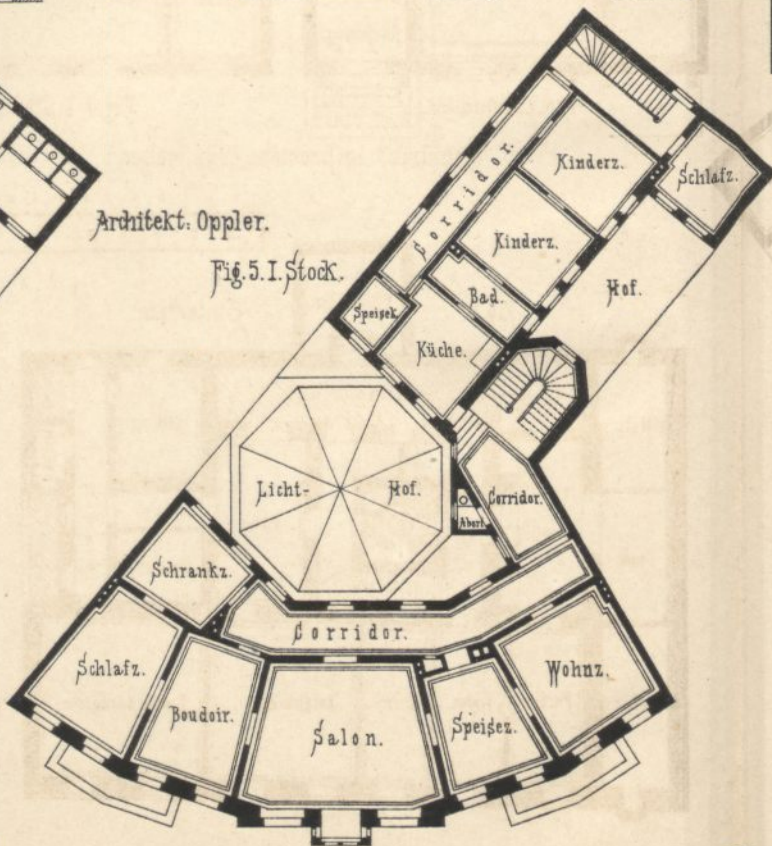 Architekt: Oppler.
Fig. 5. I. Stock.
Corridor.
Kinderz.
Schlafz.
Kinderz.
Hof.
Bad.
Speisek.
Küche.
Licht-Hof.
Corridor.
Abort
Schrankz.
Corridor.
Schlafz.
Boudoir.
Salon.
Speisez.
Wohnz.